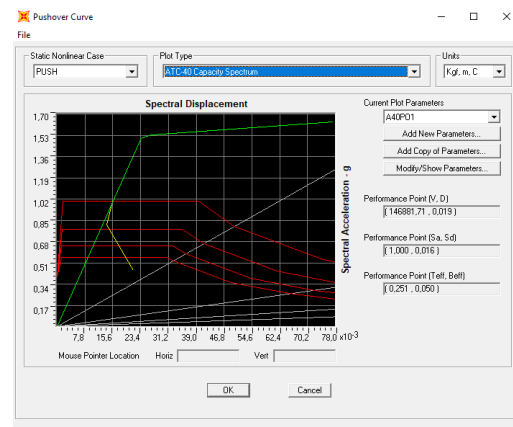 Pushover Curve
File
Static Nonlinear Case
PUSH
Plot Type
ATC-40 Capacity Spectrum
Units
Kgf, m, C
Spectral Displacement
1,70
1,53
1,36
1,19
1,02
0,85
0,68
0,51
0,34
0,17
7,8 15,6 23,4 31,2 39,0 46,8 54,6 62,4 70,2 78,0 x10-3
Spectral Acceleration - g
Mouse Pointer Location Horiz Vert
Current Plot Parameters
A40PO1
Add New Parameters...
Add Copy of Parameters...
Modify/Show Parameters...
Performance Point (V, D)
( 146881,71 , 0,019 )
Performance Point (Sa, Sd)
( 1,000 , 0,016 )
Performance Point (Teff, Beff)
( 0,251 , 0,050 )
OK Cancel